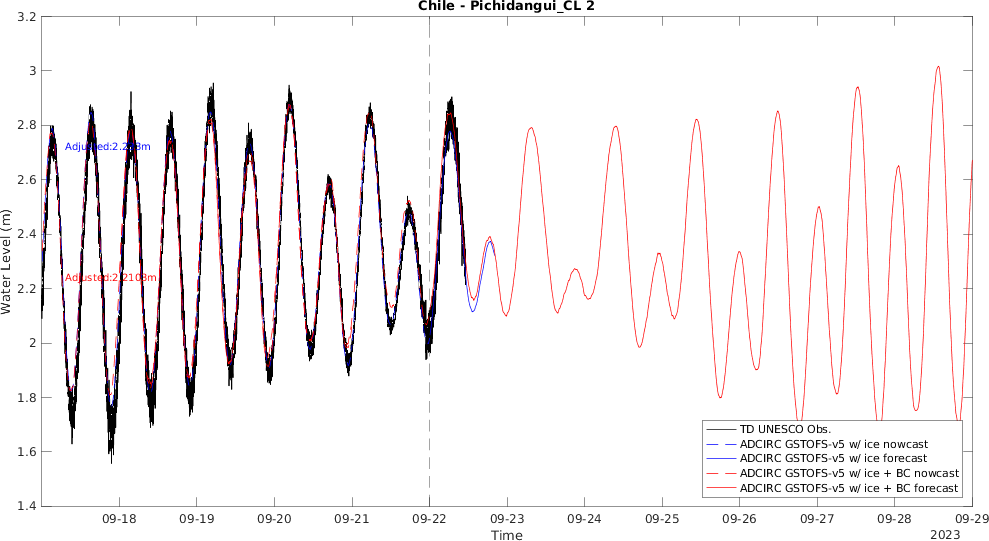 Chile - Pichidangui_CL 2
3.2
3
2.8
2.6
2.4
2.2
2
1.8
1.6
1.4
Water Level (m)
Adjusted:2.2103m
09-18
09-19
09-20
09-21
09-22
09-23
09-24
09-25
09-26
09-27
09-28
09-29
Time
2023
TD UNESCO Obs.
ADCIRC GSTOFS-v5 w/ ice nowcast
ADCIRC GSTOFS-v5 w/ ice forecast
ADCIRC GSTOFS-v5 w/ ice + BC nowcast
ADCIRC GSTOFS-v5 w/ ice + BC forecast